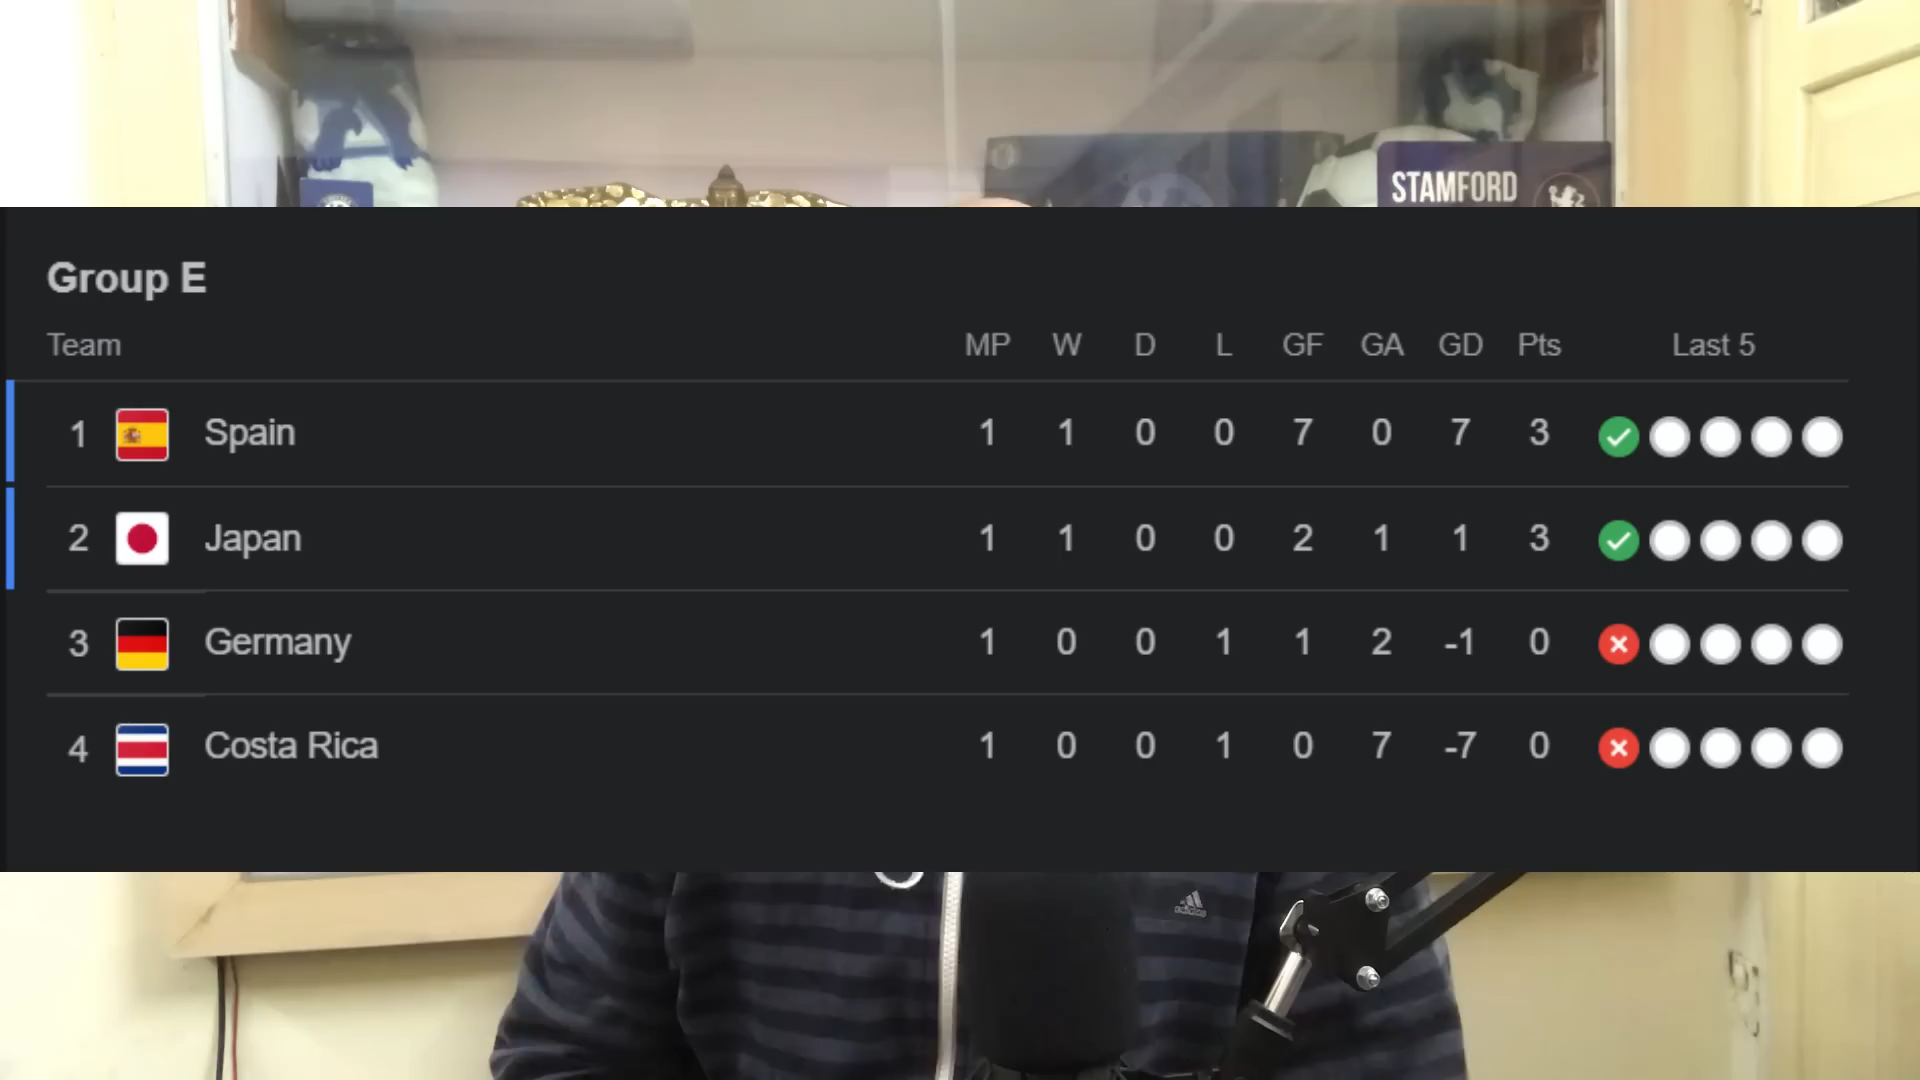 STAMFORD
Group E
Team MP W D L GF GA GD Pts Last 5
1 Spain 1 1 0 0 7 0 7 3
2 Japan 1 1 0 0 2 1 1 3
3 Germany 1 0 0 1 1 2 -1 0
4 Costa Rica 1 0 0 1 0 7 -7 0
adidas